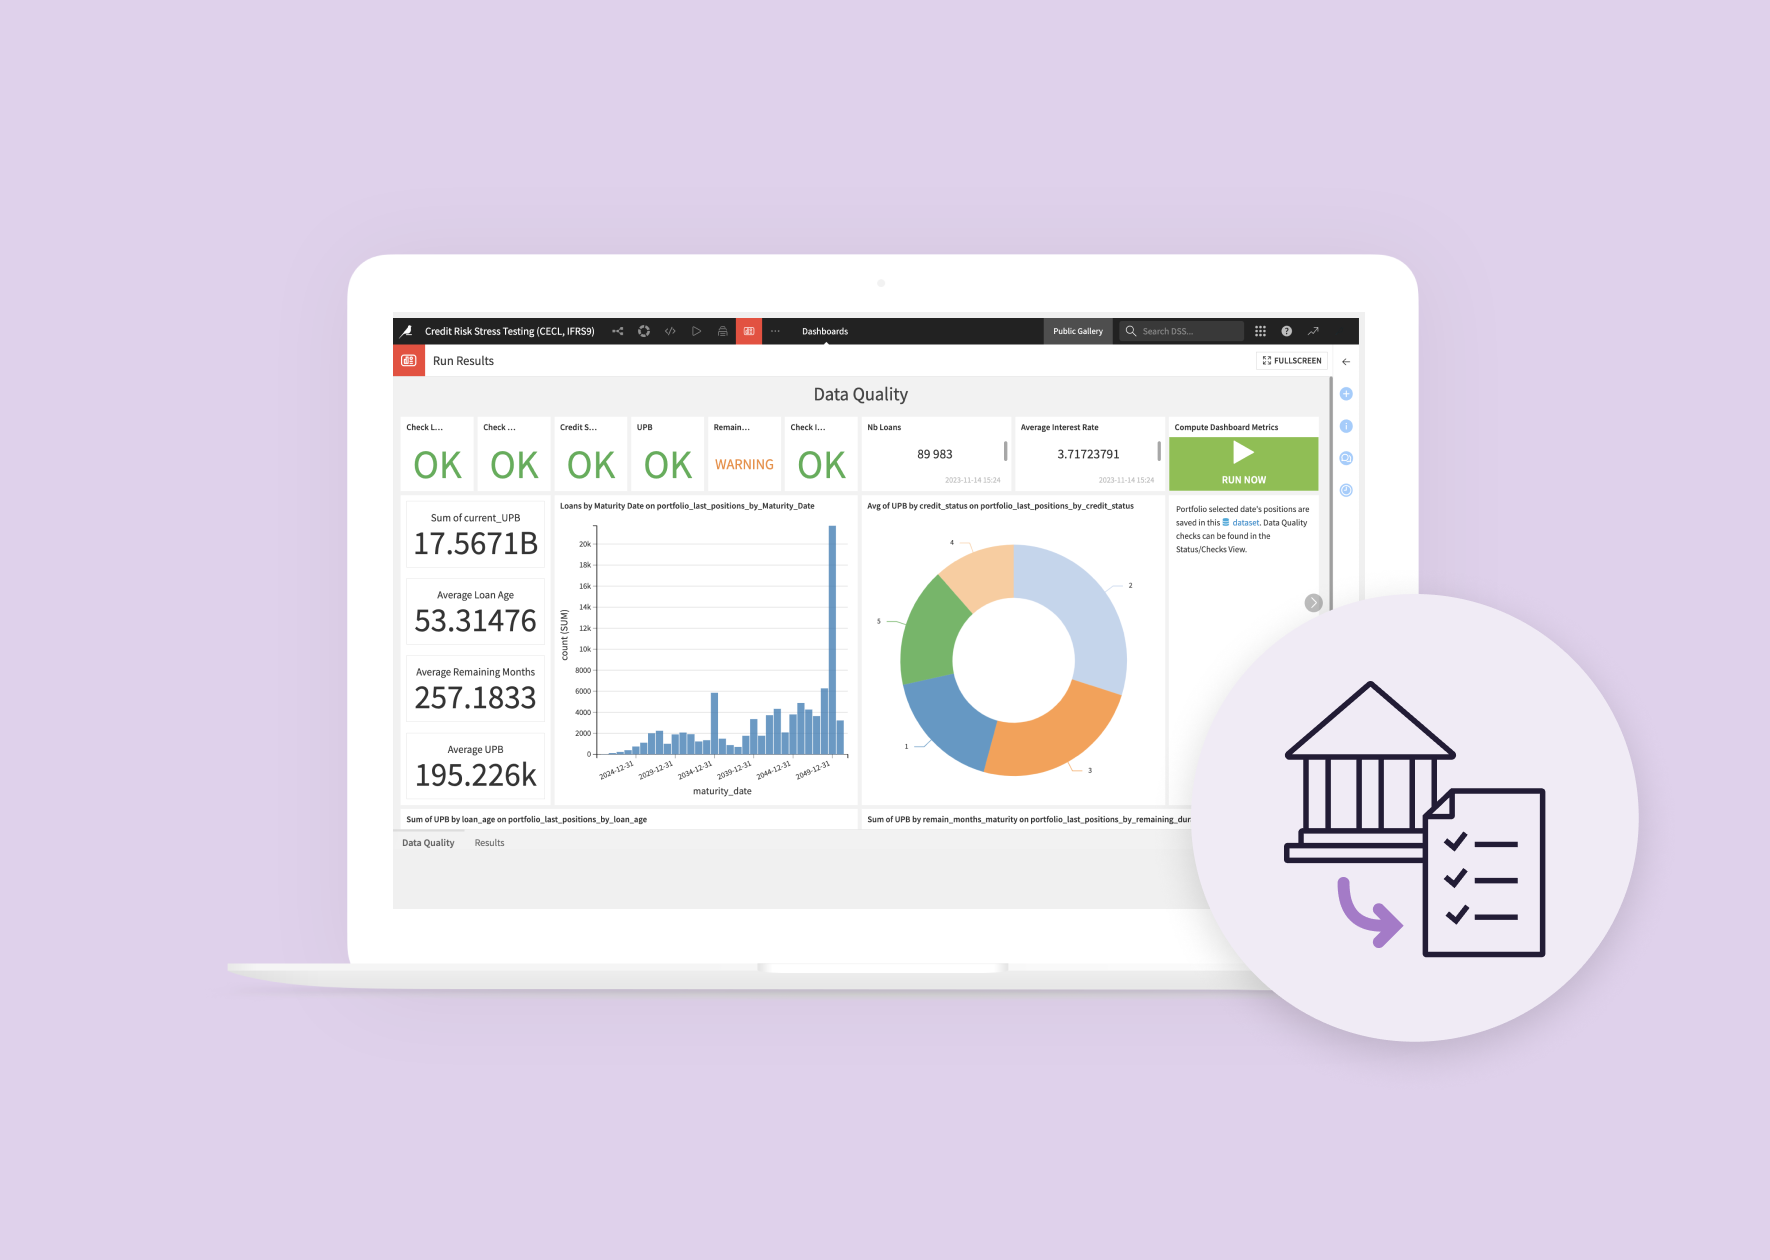 Credit Risk Stress Testing (CECL, IFRS9)
Dashboards
Public Gallery
Search DSS...
Run Results
FULLSCREEN
Data Quality
Check L...
OK
Check ...
OK
Credit S...
OK
UPB
OK
Remain...
WARNING
Check I...
OK
Nb Loans
89 983
2023-11-14 15:24
Average Interest Rate
3.71723791
2023-11-14 15:24
Compute Dashboard Metrics
RUN NOW
Sum of current_UPB
17.5671B
Average Loan Age
53.31476
Average Remaining Months
257.1833
Average UPB
195.226k
Loans by Maturity Date on portfolio_last_positions_by_Maturity_Date
count (SUM)
20k
18k
16k
14k
12k
10k
8000
6000
4000
2000
0
2024-12-31
2029-12-31
2034-12-31
2039-12-31
2044-12-31
2049-12-31
maturity_date
Avg of UPB by credit_status on portfolio_last_positions_by_credit_status
4
2
5
1
3
Portfolio selected date's positions are
saved in this dataset. Data Quality
checks can be found in the
Status/Checks View.
Sum of UPB by loan_age on portfolio_last_positions_by_loan_age
Sum of UPB by remain_months_maturity on portfolio_last_positions_by_remaining_dur
Data Quality
Results